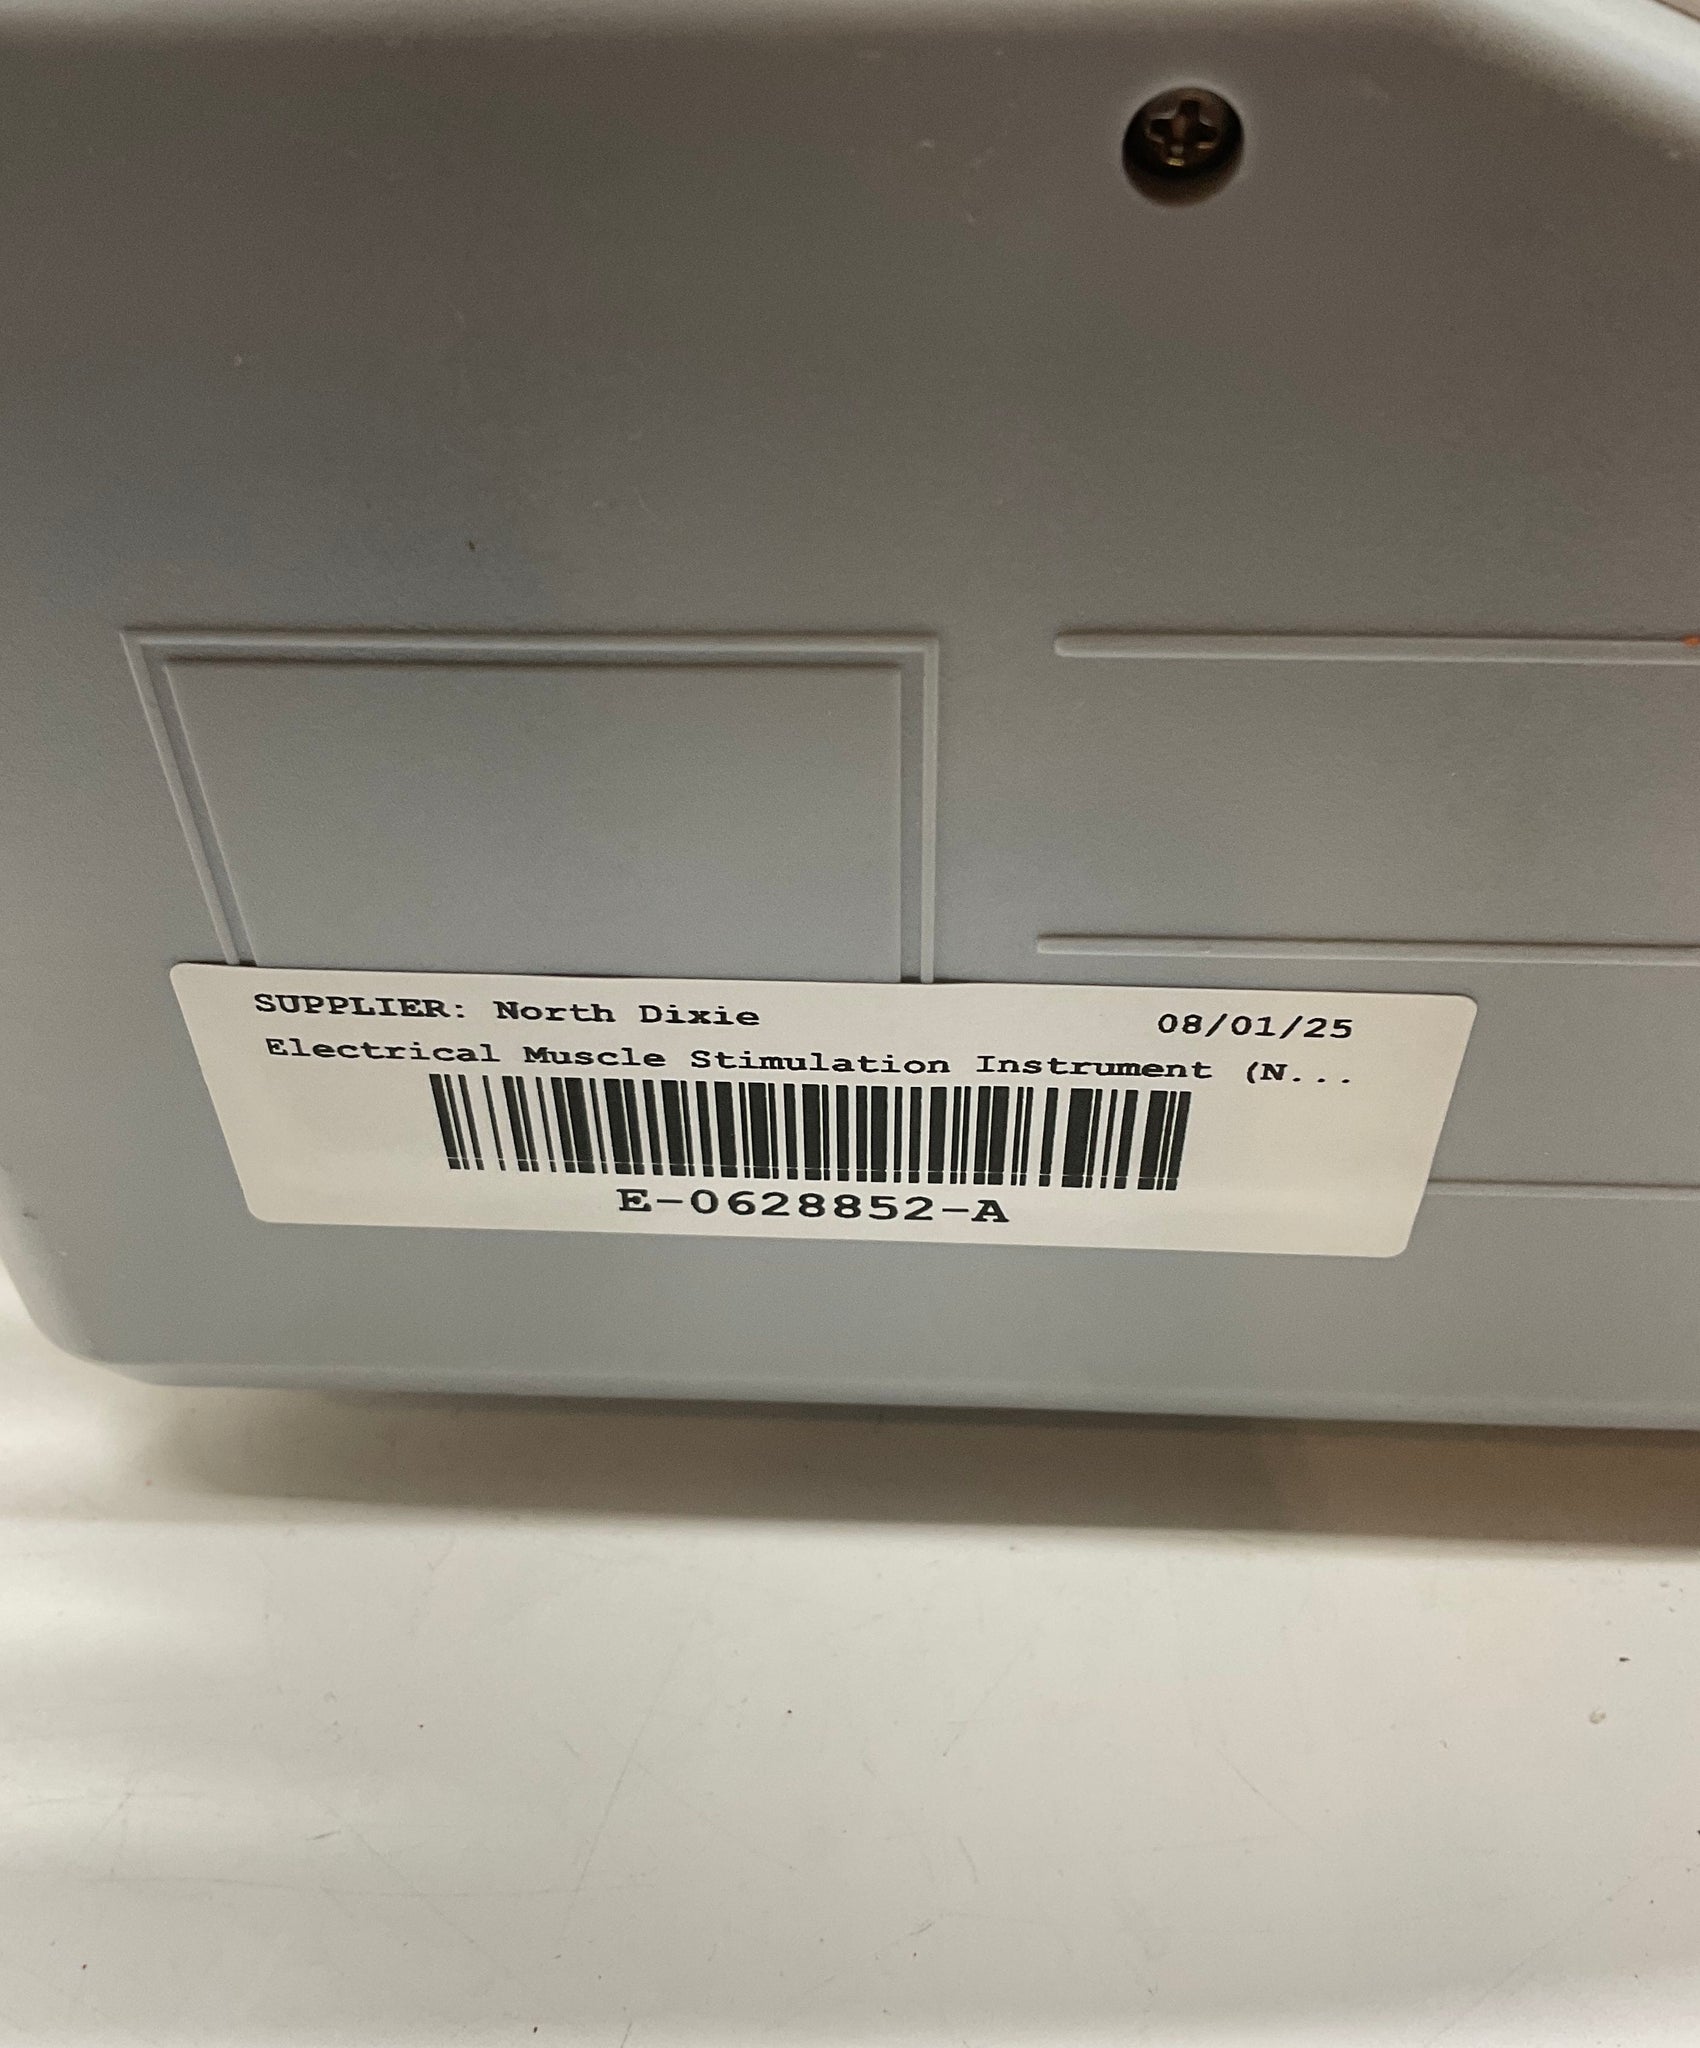 SUPPLIER: North Dixie 08/01/25
Electrical Muscle Stimulation Instrument (N...
E-0628852-A